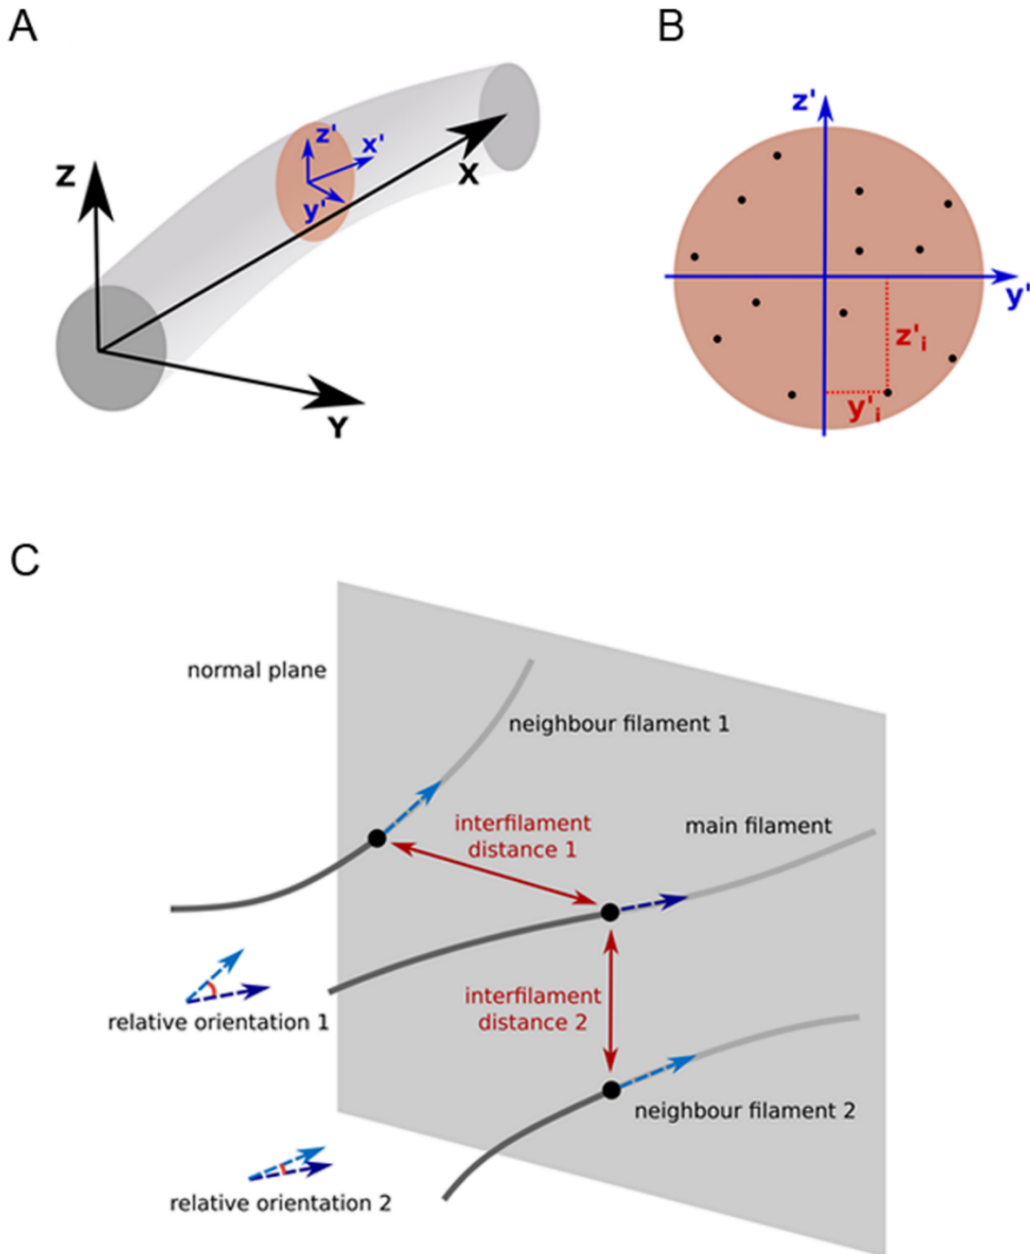 A
B
Z
z'
x'
y'
X
Y
z'
y'
z'i
y'i
C
normal plane
neighbour filament 1
interfilament
distance 1
main filament
relative orientation 1
interfilament
distance 2
neighbour filament 2
relative orientation 2